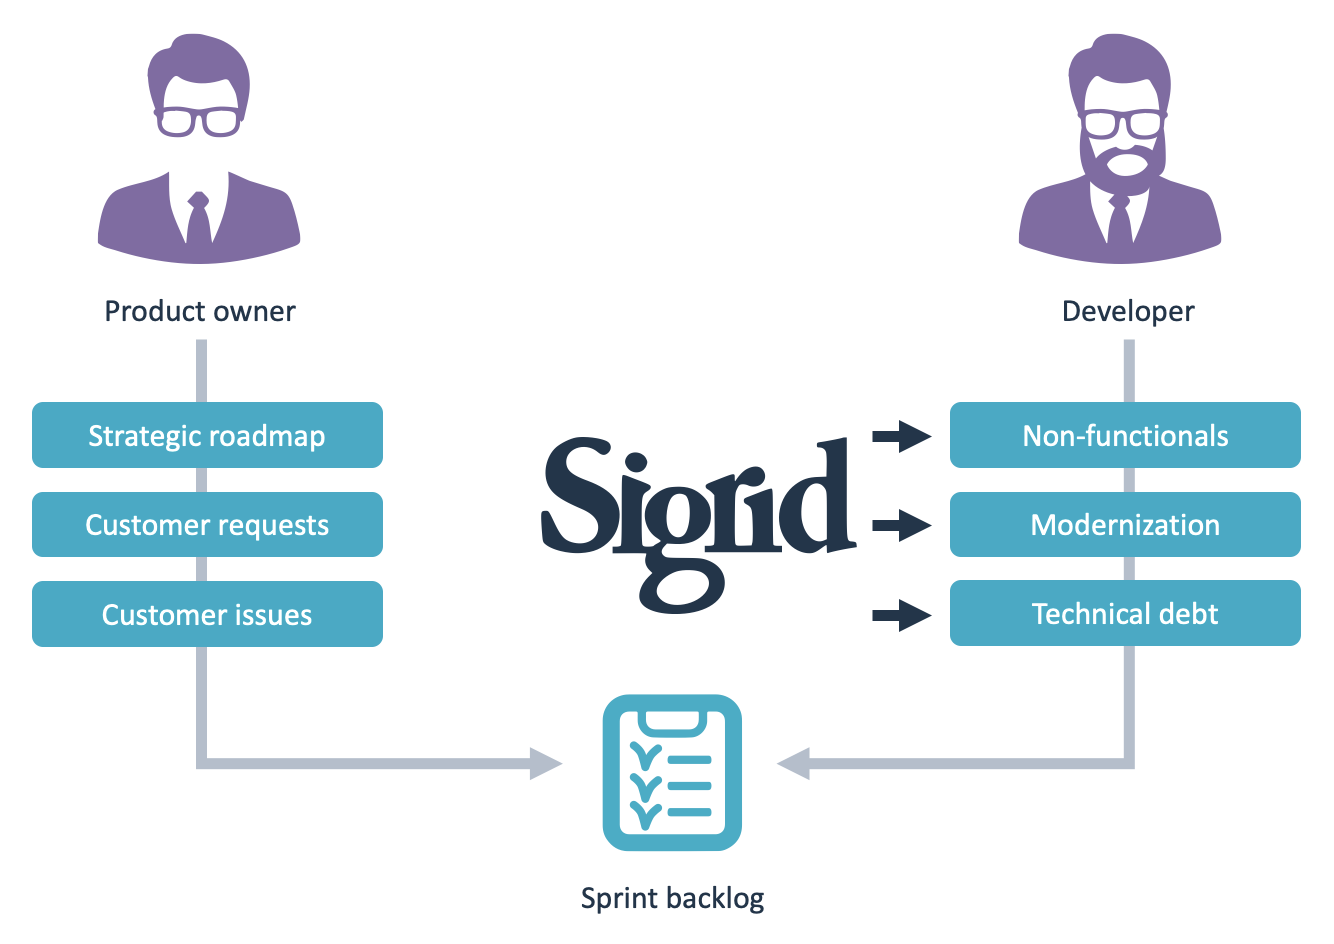 Product owner
Developer
Strategic roadmap
Customer requests
Customer issues
Sigrid
Non-functionals
Modernization
Technical debt
Sprint backlog